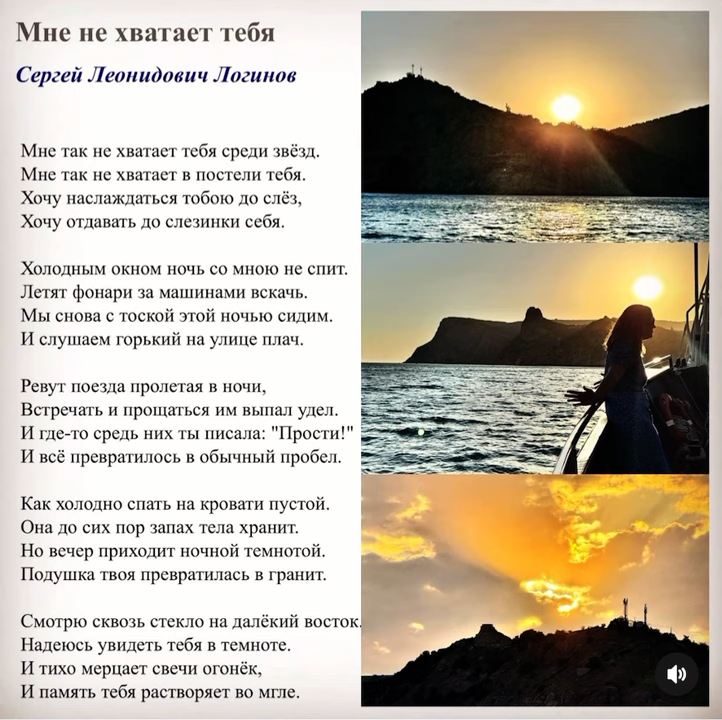 Мне не хватает тебя
Сергей Леонидович Логинов
Мне так не хватает тебя среди звёзд.
Мне так не хватает в постели тебя.
Хочу наслаждаться тобою до слёз,
Хочу отдавать до слезинки себя.
Холодным окном ночь со мною не спит.
Летят фонари за машинами вскачь.
Мы снова с тоской этой ночью сидим.
И слушаем горький на улице плач.
Ревут поезда пролетая в ночи,
Встречать и прощаться им выпал удел.
И где-то средь них ты писала: "Прости!"
И всё превратилось в обычный пробел.
Как холодно спать на кровати пустой.
Она до сих пор запах тела хранит.
Но вечер приходит ночной темнотой.
Подушка твоя превратилась в гранит.
Смотрю сквозь стекло на далёкий восток.
Надеюсь увидеть тебя в темноте.
И тихо мерцает свечи огонёк,
И память тебя растворяет во мгле.